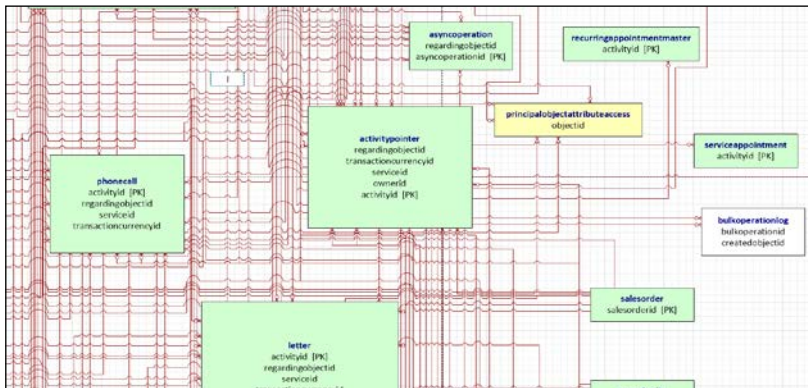 asyncoperation
regardingobjectid
asyncoperationid [PK]
recurringappointmentmaster
activityid [PK]
principalobjectattributeaccess
objectid
activitypointer
regardingobjectid
transactioncurrencyid
serviceid
ownerid
activityid [PK]
serviceappointment
activityid [PK]
phonecall
activityid [PK]
regardingobjectid
serviceid
transactioncurrencyid
bulkoperationlog
bulkoperationid
createdobjectid
salesorder
salesorderid [PK]
letter
activityid [PK]
regardingobjectid
serviceid